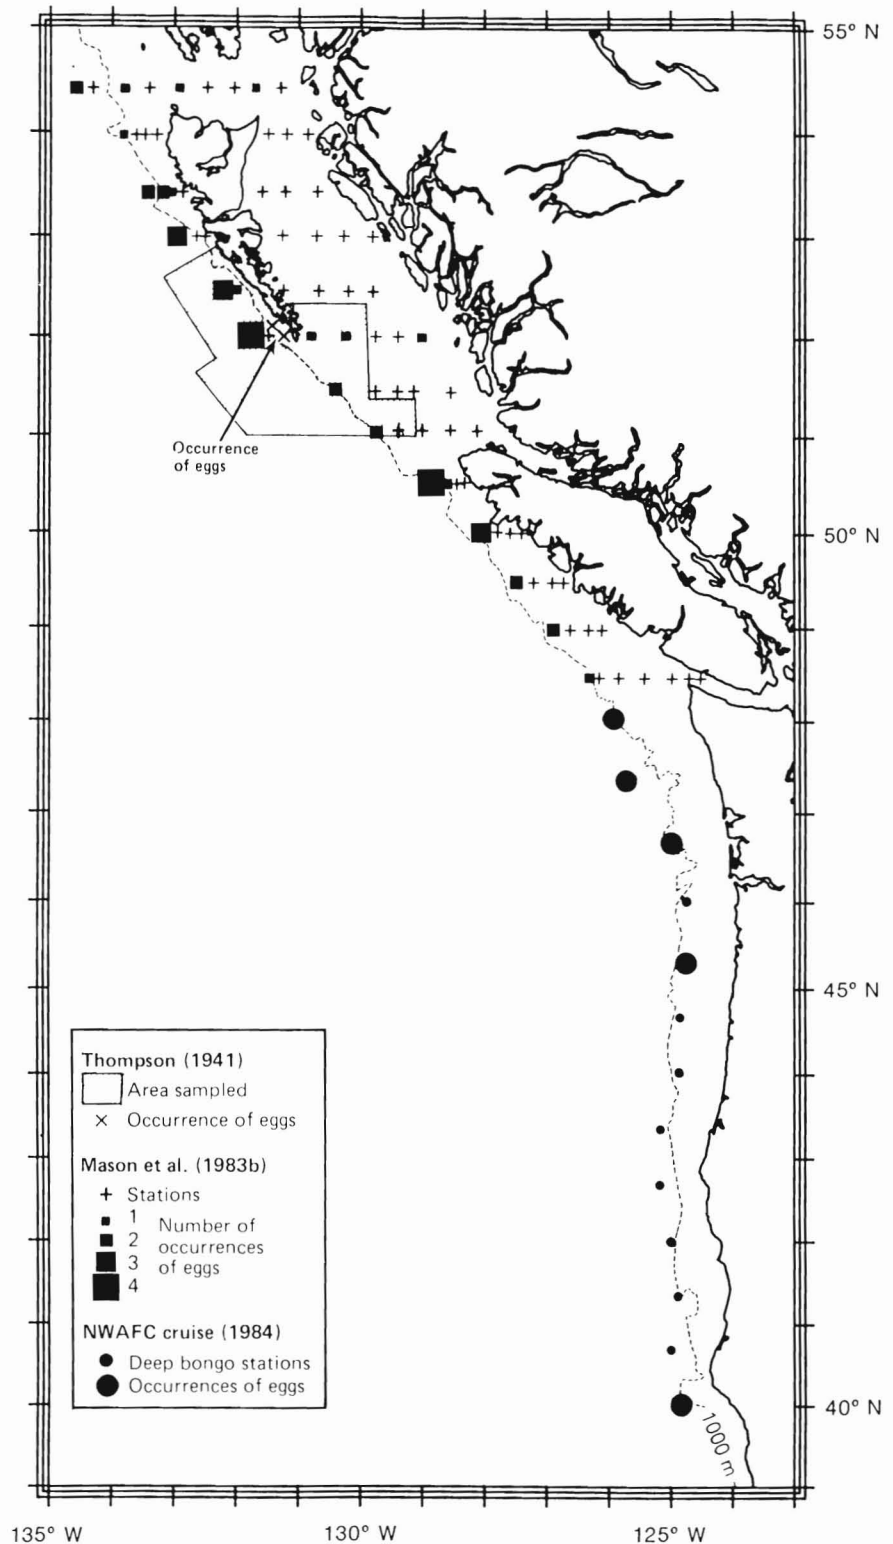 55° N
Occurrence
of eggs
50° N
45° N
Thompson (1941)
Area sampled
Occurrence of eggs
Mason et al. (1983b)
Stations
1
2
3
4
Number of
occurrences
of eggs
NWAFC cruise (1984)
Deep bongo stations
Occurrences of eggs
40° N
1000 m
135° W
130° W
125° W